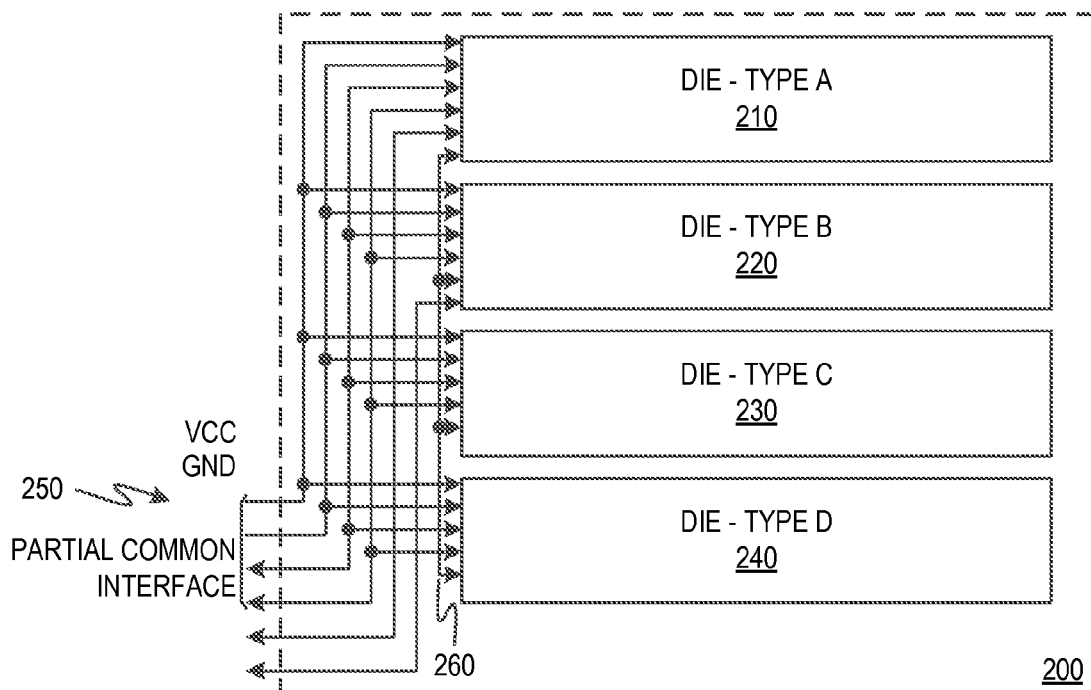 DIE - TYPE A
210
DIE - TYPE B
220
DIE - TYPE C
230
VCC
GND
250
DIE - TYPE D
240
PARTIAL COMMON
INTERFACE
260
200